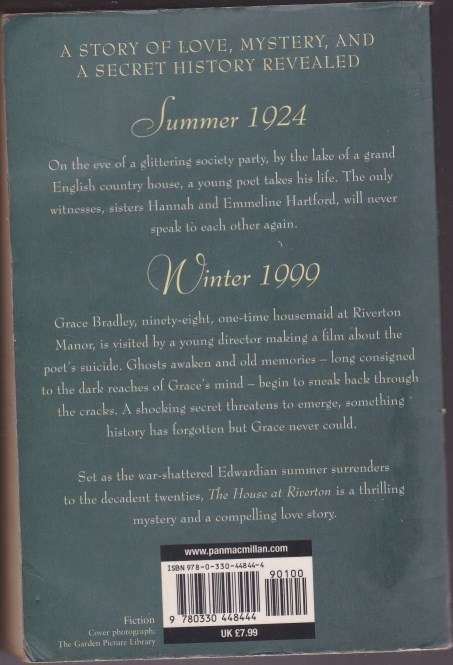 A STORY OF LOVE, MYSTERY, AND
A SECRET HISTORY REVEALED
Summer 1924
On the eve of a glittering society party, by the lake of a grand
English country house, a young poet takes his life. The only
witnesses, sisters Hannah and Emmeline Hartford, will never
speak to each other again.
Winter 1999
Grace Bradley, ninety-eight, one-time housemaid at Riverton
Manor, is visited by a young director making a film about the
poet's suicide. Ghosts awaken and old memories – long consigned
to the dark reaches of Grace's mind – begin to sneak back through
the cracks. A shocking secret threatens to emerge, something
history has forgotten but Grace never could.
Set as the war-shattered Edwardian summer surrenders
to the decadent twenties, The House at Riverton is a thrilling
mystery and a compelling love story.
www.panmacmillan.com
ISBN 978-0-330-44844-4
90100
9 780330 448444
UK £7.99
Fiction
Cover photograph:
The Garden Picture Library